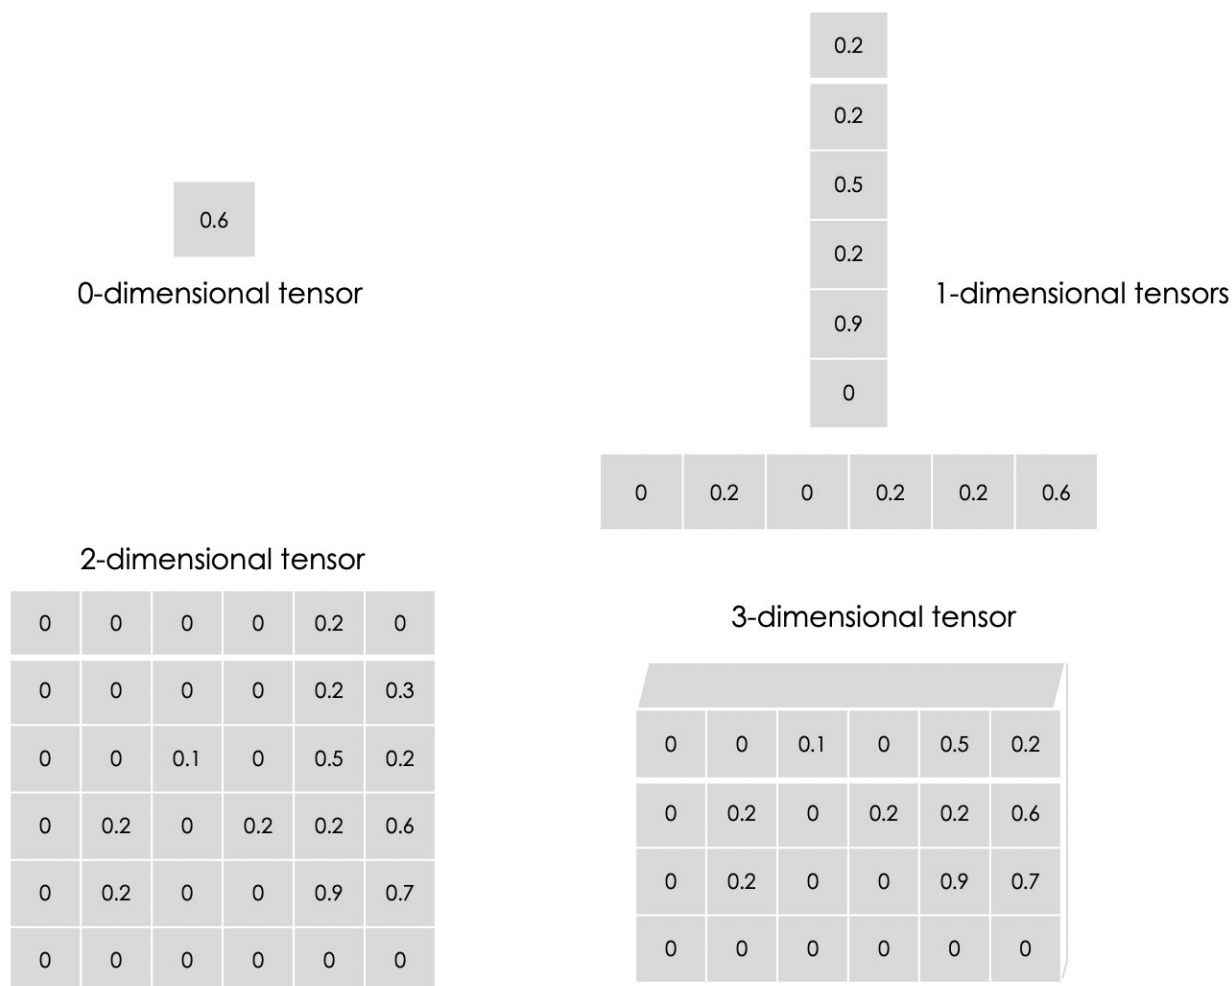 0.6
0-dimensional tensor
0.2
0.2
0.5
0.2
0.9
0
1-dimensional tensors
0 0.2 0 0.2 0.2 0.6
2-dimensional tensor
0 0 0 0 0.2 0
0 0 0 0 0.2 0.3
0 0 0.1 0 0.5 0.2
0 0.2 0 0.2 0.2 0.6
0 0.2 0 0 0.9 0.7
0 0 0 0 0 0
3-dimensional tensor
0 0 0.1 0 0.5 0.2
0 0.2 0 0.2 0.2 0.6
0 0.2 0 0 0.9 0.7
0 0 0 0 0 0